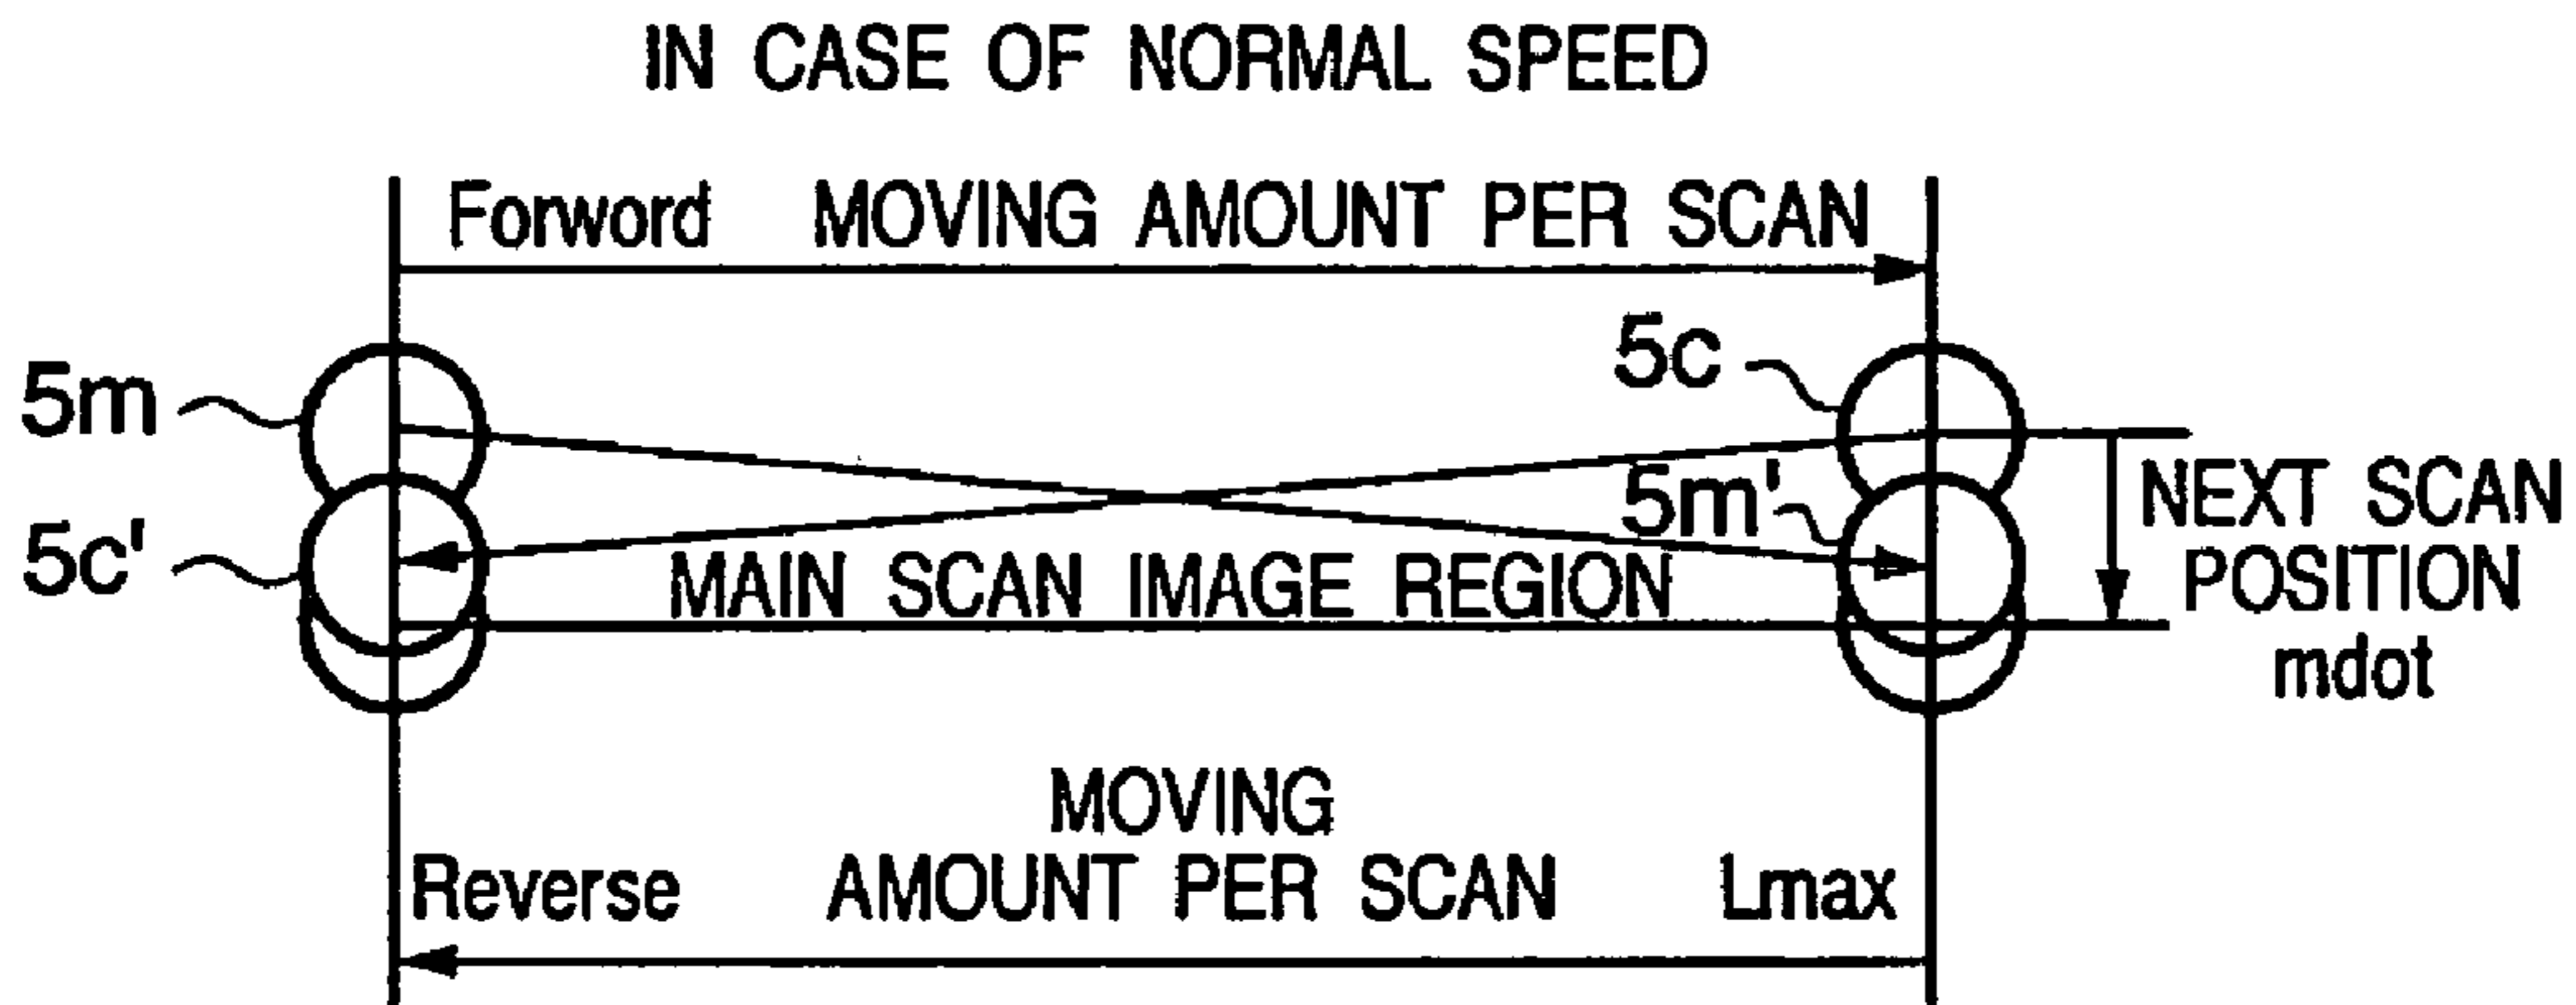 IN CASE OF NORMAL SPEED
Forword MOVING AMOUNT PER SCAN
5m
5c
5m'
5c'
NEXT SCAN
POSITION
mdot
MAIN SCAN IMAGE REGION
MOVING
Reverse AMOUNT PER SCAN Lmax